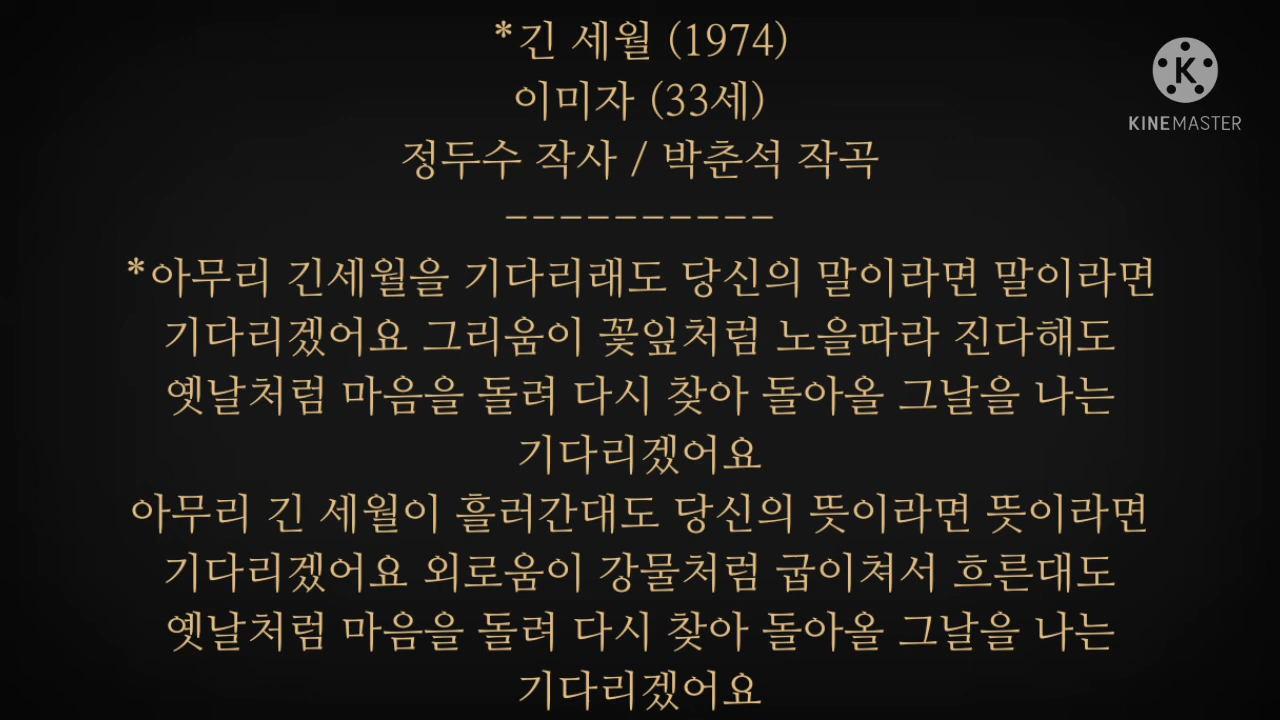 *긴 세월 (1974)
이미자 (33세)
정두수 작사 / 박춘석 작곡
----------
*아무리 긴세월을 기다리래도 당신의 말이라면 말이라면
기다리겠어요 그리움이 꽃잎처럼 노을따라 진다해도
옛날처럼 마음을 돌려 다시 찾아 돌아올 그날을 나는
기다리겠어요
아무리 긴 세월이 흘러간대도 당신의 뜻이라면 뜻이라면
기다리겠어요 외로움이 강물처럼 굽이쳐서 흐른대도
옛날처럼 마음을 돌려 다시 찾아 돌아올 그날을 나는
기다리겠어요
K
KINEMASTER